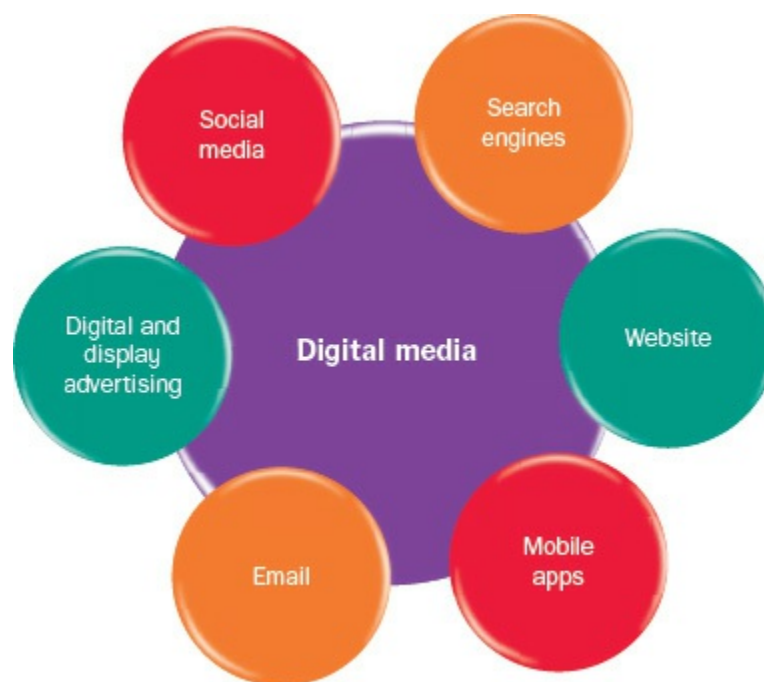 Social
media
Search
engines
Digital and
display
advertising
Digital media
Website
Email
Mobile
apps